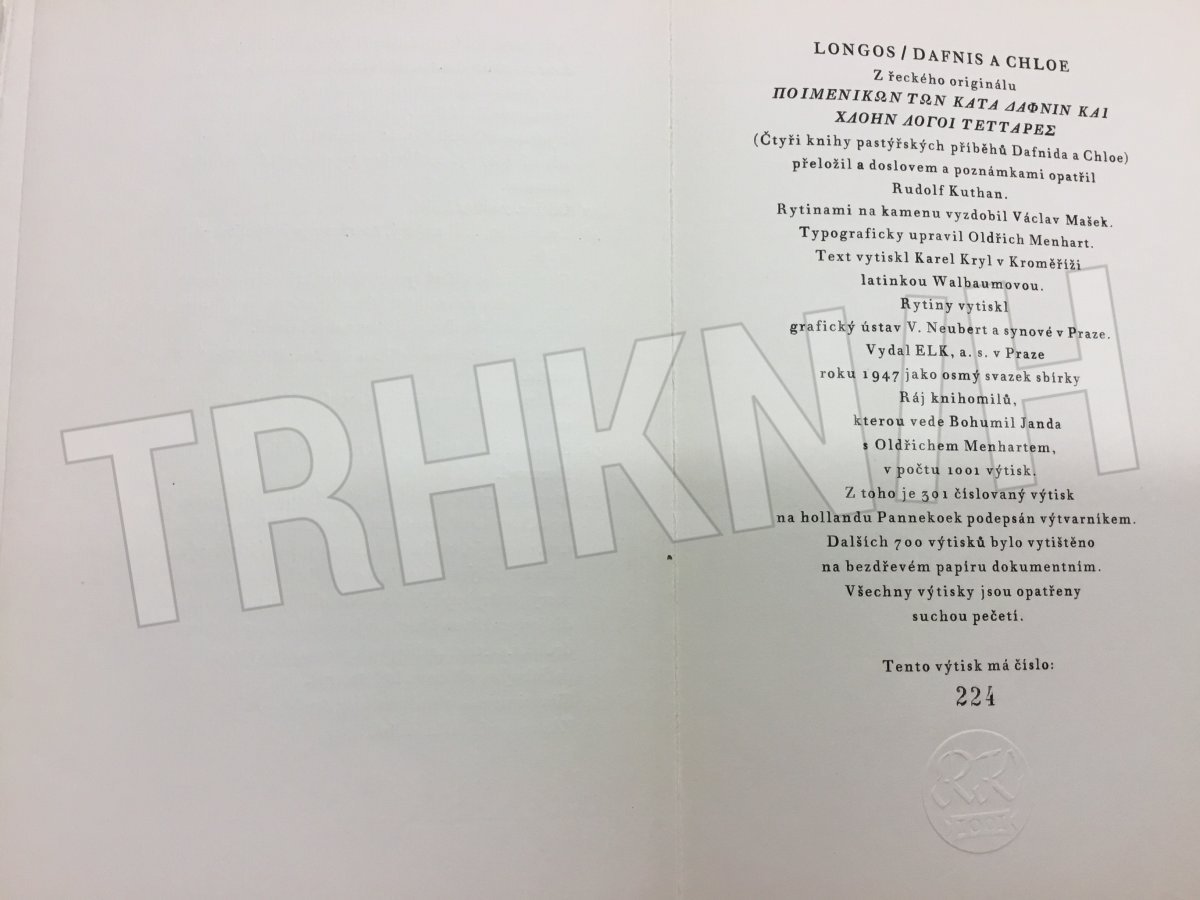 LONGOS / DAFNIS A CHLOE
Z řeckého originálu
ΠΟΙΜΕΝΙΚΩΝ ΤΩΝ ΚΑΤΑ ΔΑΦΝΙΝ ΚΑΙ
ΧΛΟΗΝ ΛΟΓΟΙ ΤΕΤΤΑΡΕΣ
(Čtyři knihy pastýřských příběhů Dafnida a Chloe)
přeložil a doslovem a poznámkami opatřil
Rudolf Kuthan.
Rytinami na kamenu vyzdobil Václav Mašek.
Typograficky upravil Oldřich Menhart.
Text vytiskl Karel Kryl v Kroměříži
latinkou Walbaumovou.
Rytiny vytiskl
grafický ústav V. Neubert a synové v Praze.
Vydal ELK, a. s. v Praze
roku 1947 jako osmý svazek sbírky
Ráj knihomilů,
kterou vede Bohumil Janda
s Oldřichem Menhartem,
v počtu 1001 výtisk.
Z toho je 301 číslovaný výtisk
na hollandu Pannekoek podepsán výtvarníkem.
Dalších 700 výtisků bylo vytištěno
na bezdřevém papíru dokumentním.
Všechny výtisky jsou opatřeny
suchou pečetí.
Tento výtisk má číslo:
224
RK
1001
TRHKNIH